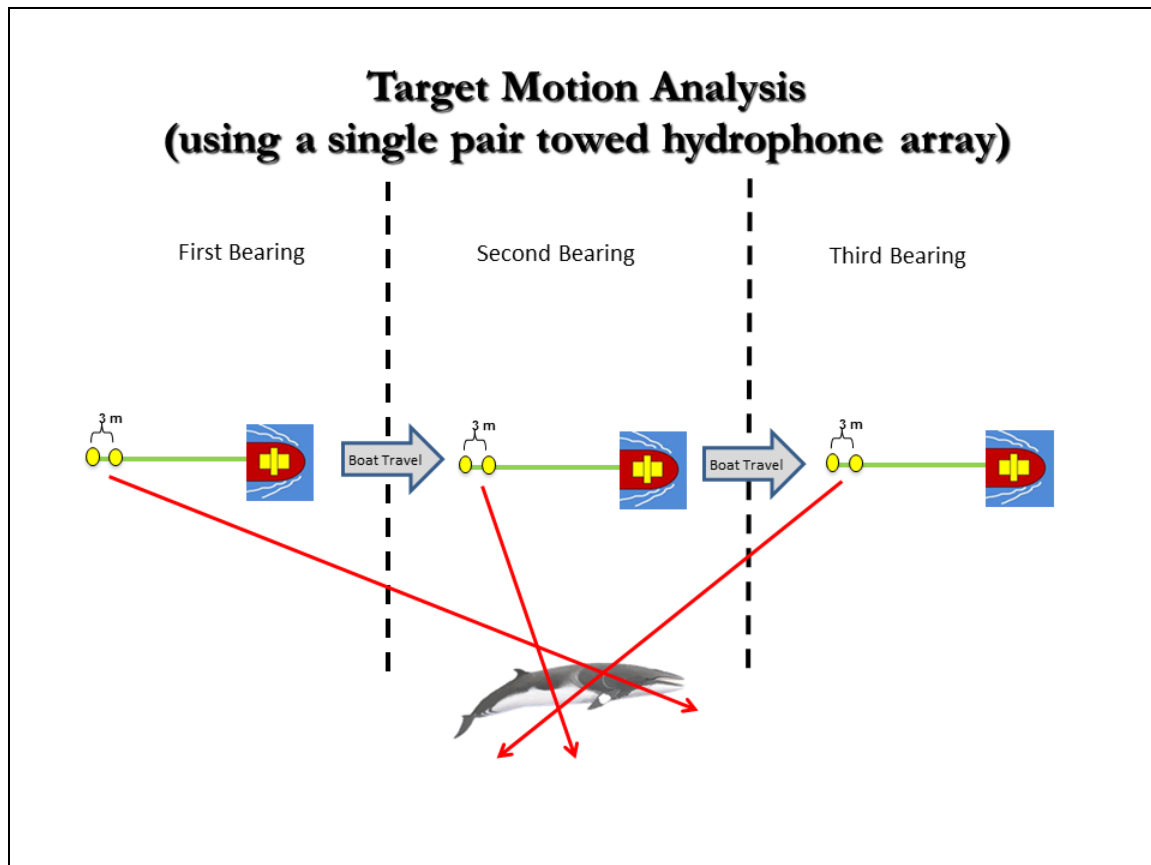 Target Motion Analysis
(using a single pair towed hydrophone array)
First Bearing
Second Bearing
Third Bearing
3 m
3 m
3 m
Boat Travel
Boat Travel